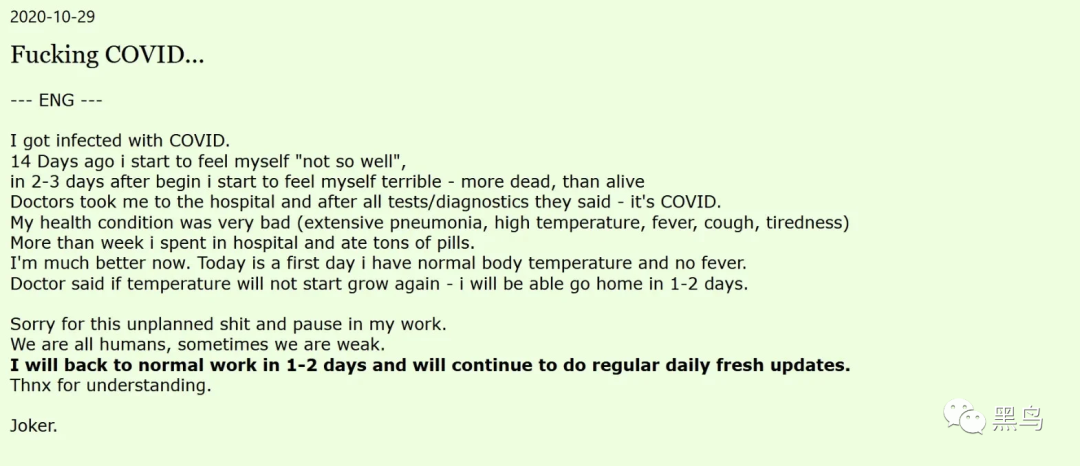 2020-10-29
Fucking COVID...
--- ENG ---
I got infected with COVID.
14 Days ago i start to feel myself "not so well",
in 2-3 days after begin i start to feel myself terrible - more dead, than alive
Doctors took me to the hospital and after all tests/diagnostics they said - it's COVID.
My health condition was very bad (extensive pneumonia, high temperature, fever, cough, tiredness)
More than week i spent in hospital and ate tons of pills.
I'm much better now. Today is a first day i have normal body temperature and no fever.
Doctor said if temperature will not start grow again - i will be able go home in 1-2 days.
Sorry for this unplanned shit and pause in my work.
We are all humans, sometimes we are weak.
I will back to normal work in 1-2 days and will continue to do regular daily fresh updates.
Thnx for understanding.
Joker.
黑鸟